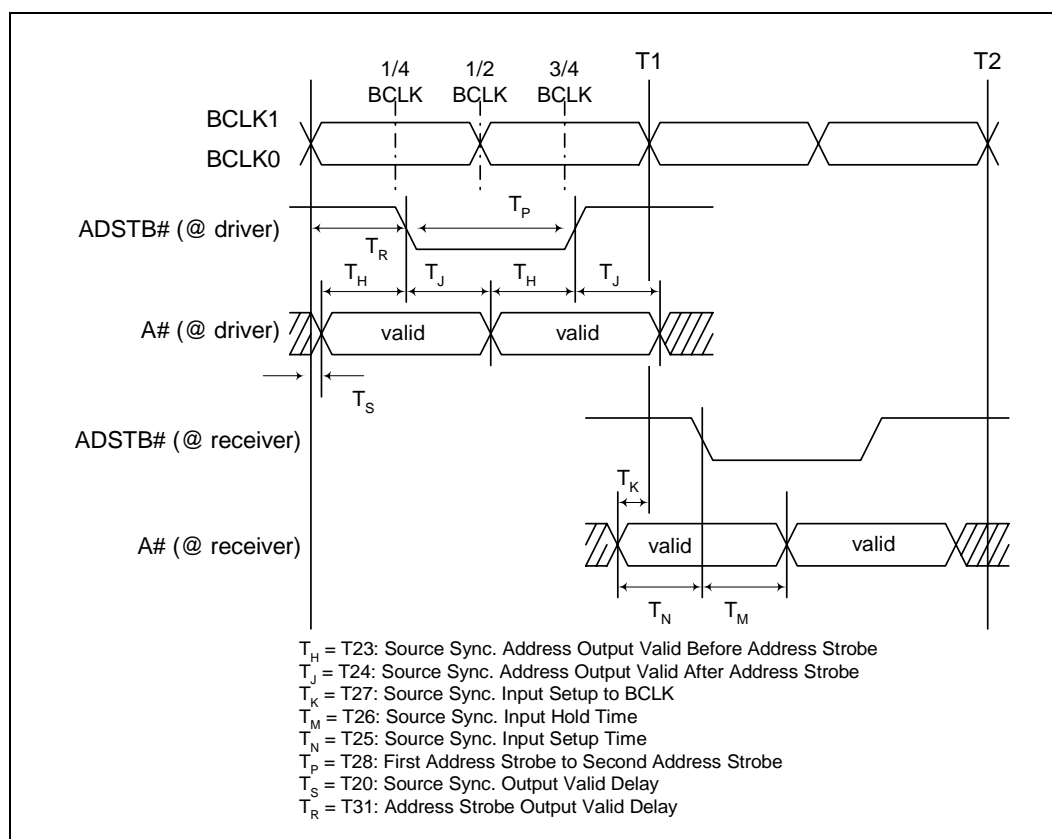 T1 T2
1/4 BCLK 1/2 BCLK 3/4 BCLK
BCLK1
BCLK0
ADSTB# (@ driver)
T_P
T_R
T_H T_J T_H T_J
A# (@ driver)
valid valid
T_S
ADSTB# (@ receiver)
T_K
A# (@ receiver)
valid valid
T_N T_M
T_H = T23: Source Sync. Address Output Valid Before Address Strobe
T_J = T24: Source Sync. Address Output Valid After Address Strobe
T_K = T27: Source Sync. Input Setup to BCLK
T_M = T26: Source Sync. Input Hold Time
T_N = T25: Source Sync. Input Setup Time
T_P = T28: First Address Strobe to Second Address Strobe
T_S = T20: Source Sync. Output Valid Delay
T_R = T31: Address Strobe Output Valid Delay